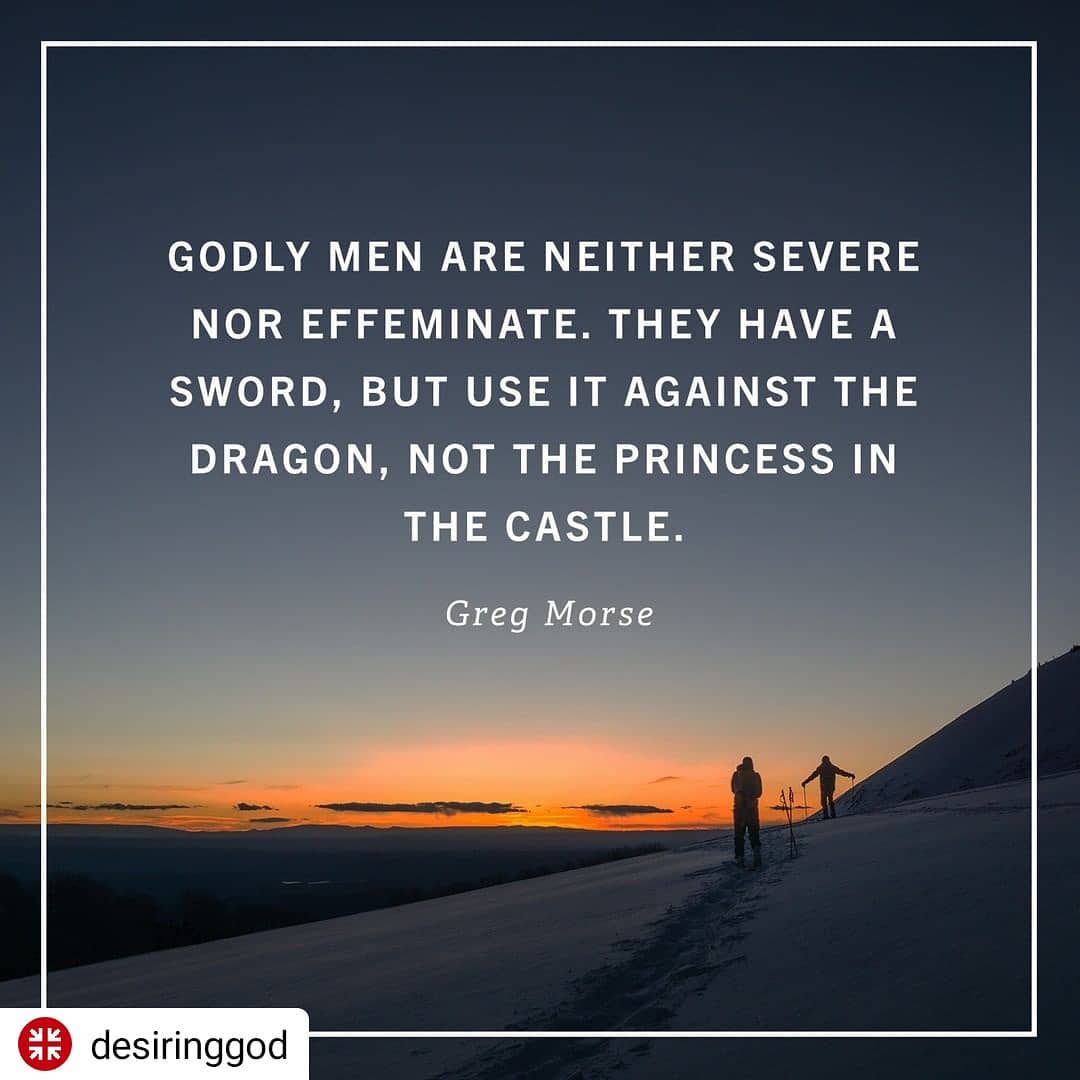 GODLY MEN ARE NEITHER SEVERE
NOR EFFEMINATE. THEY HAVE A
SWORD, BUT USE IT AGAINST THE
DRAGON, NOT THE PRINCESS IN
THE CASTLE.
Greg Morse
desiringgod